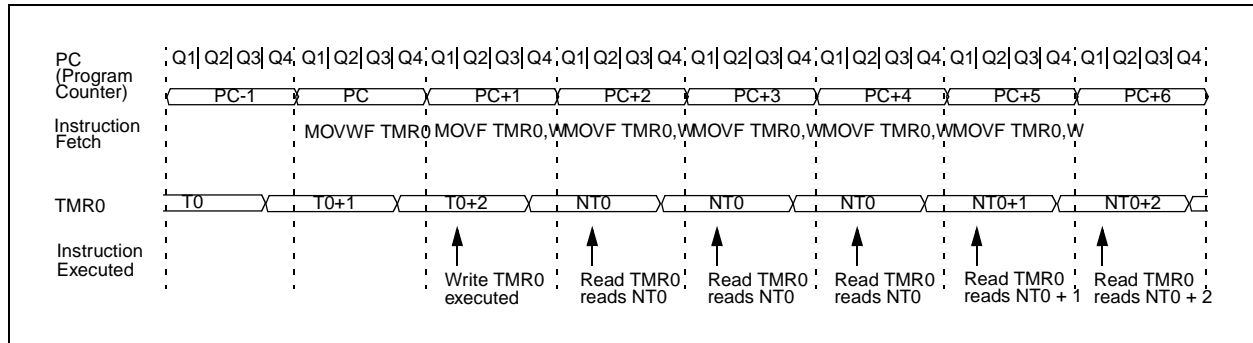 PC (Program Counter) Q1 Q2 Q3 Q4 Q1 Q2 Q3 Q4 Q1 Q2 Q3 Q4 Q1 Q2 Q3 Q4 Q1 Q2 Q3 Q4 Q1 Q2 Q3 Q4 Q1 Q2 Q3 Q4 Q1 Q2 Q3 Q4
PC-1 PC PC+1 PC+2 PC+3 PC+4 PC+5 PC+6
Instruction Fetch
MOVWF TMR0 MOVF TMR0,W MOVF TMR0,W MOVF TMR0,W MOVF TMR0,W MOVF TMR0,W
TMR0 T0 T0+1 T0+2 NT0 NT0 NT0 NT0+1 NT0+2
Instruction Executed
Write TMR0 executed
Read TMR0 reads NT0
Read TMR0 reads NT0
Read TMR0 reads NT0
Read TMR0 reads NT0 + 1
Read TMR0 reads NT0 + 2